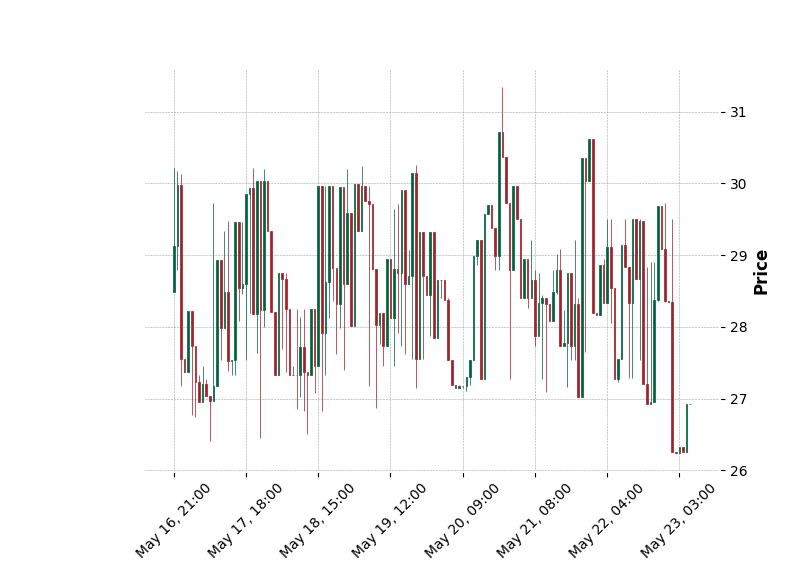 31
30
29
28
27
26
Price
May 16, 21:00
May 17, 18:00
May 18, 15:00
May 19, 12:00
May 20, 09:00
May 21, 08:00
May 22, 04:00
May 23, 03:00